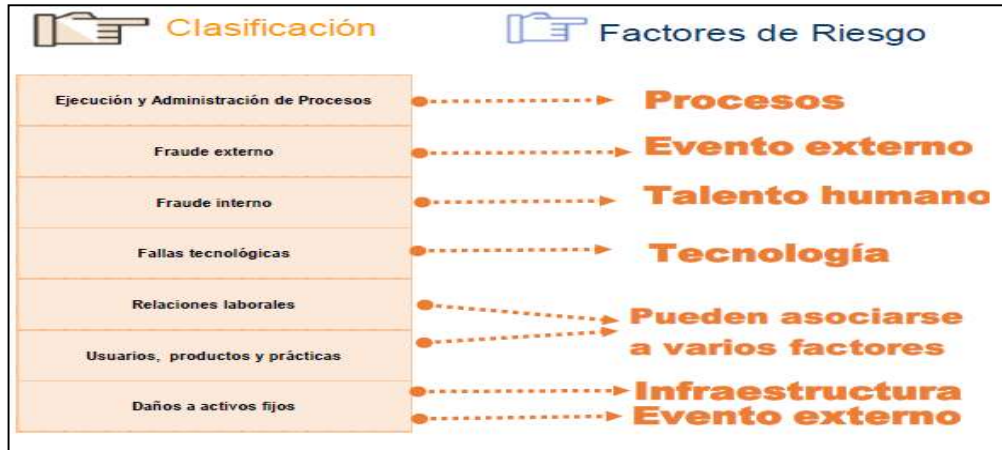 Clasificación
Factores de Riesgo
Ejecución y Administración de Procesos
Procesos
Fraude externo
Evento externo
Fraude interno
Talento humano
Fallas tecnológicas
Tecnología
Relaciones laborales
Usuarios, productos y prácticas
Pueden asociarse
a varios factores
Daños a activos fijos
Infraestructura
Evento externo